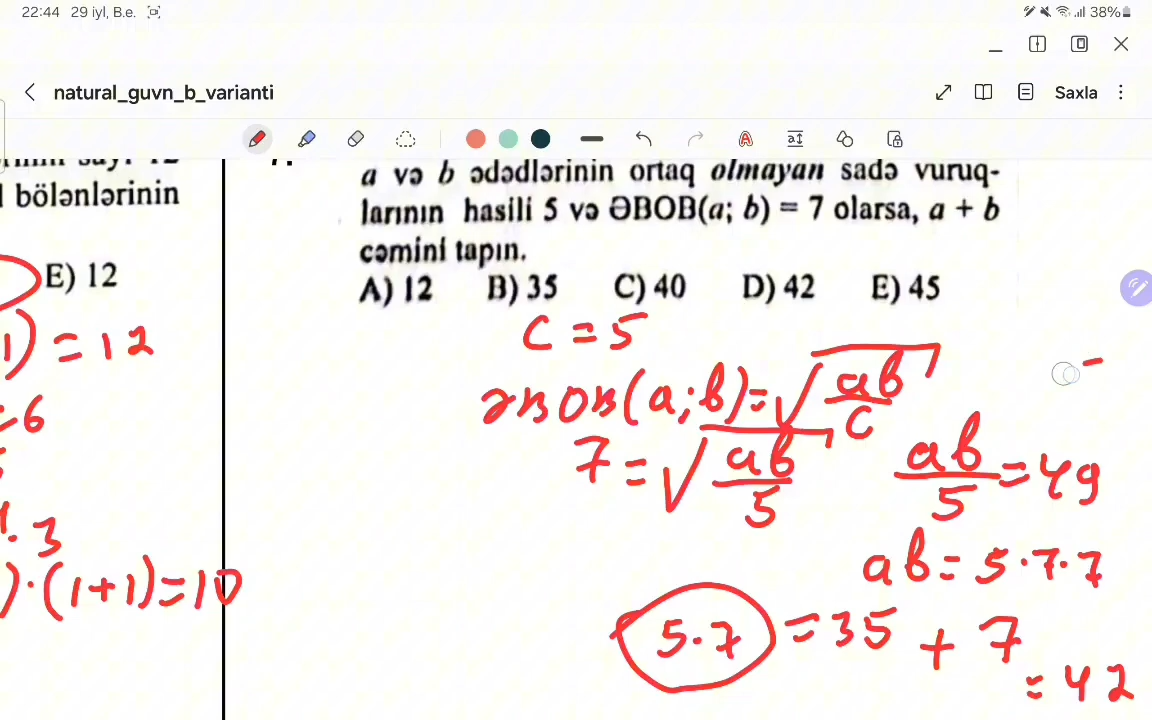 22:44 29 iyl, B.e. 38%
natural_guvn_b_varianti
Saxla
bölənlərinin
E) 12
) = 12
6
. 3
) · (1+1) = 10
a və b ədədlərinin ortaq olmayan sadə vuruq-
larının hasili 5 və ƏBOB(a; b) = 7 olarsa, a + b
cəmini tapın.
A) 12 B) 35 C) 40 D) 42 E) 45
C = 5
ƏBOB(a;b) = √ab/C
7 = √ab/5
ab/5 = 49
ab = 5·7·7
5·7 = 35 + 7
= 42